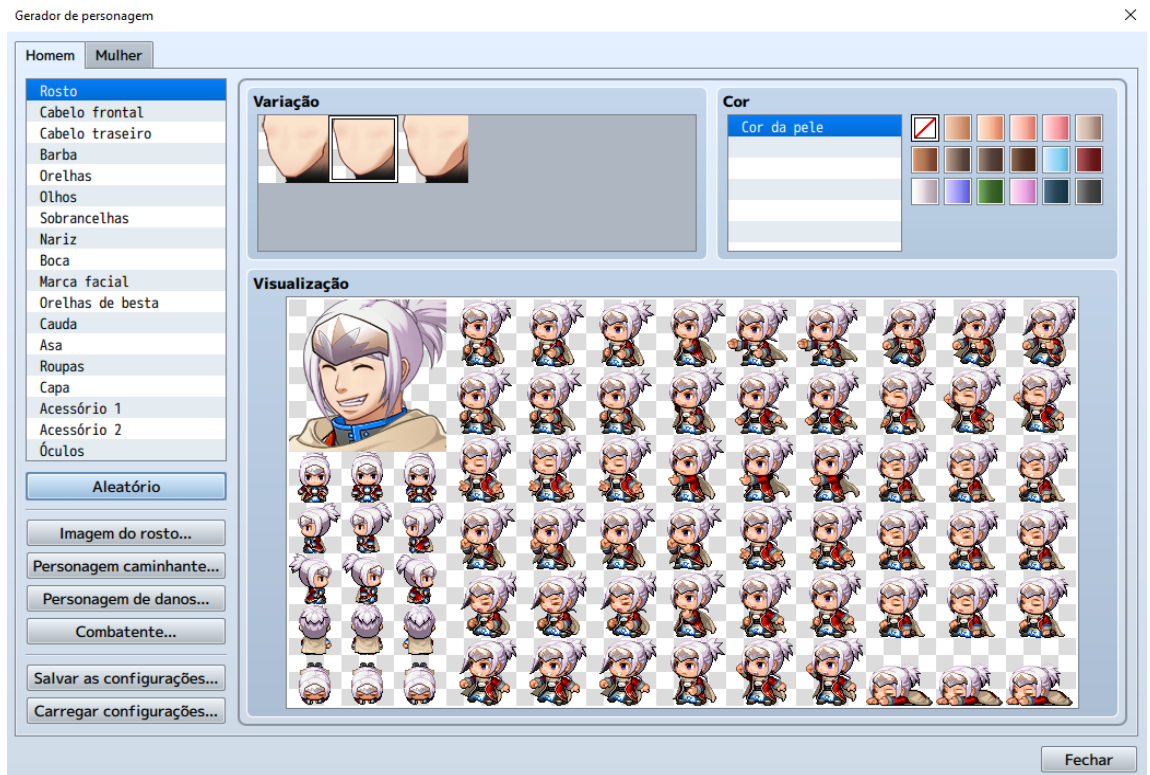 Gerador de personagem
Homem
Mulher
Rosto
Cabelo frontal
Cabelo traseiro
Barba
Orelhas
Olhos
Sobrancelhas
Nariz
Boca
Marca facial
Orelhas de besta
Cauda
Asa
Roupas
Capa
Acessório 1
Acessório 2
Óculos
Aleatório
Imagem do rosto...
Personagem caminhante...
Personagem de danos...
Combatente...
Salvar as configurações...
Carregar configurações...
Variação
Cor
Cor da pele
Visualização
Fechar